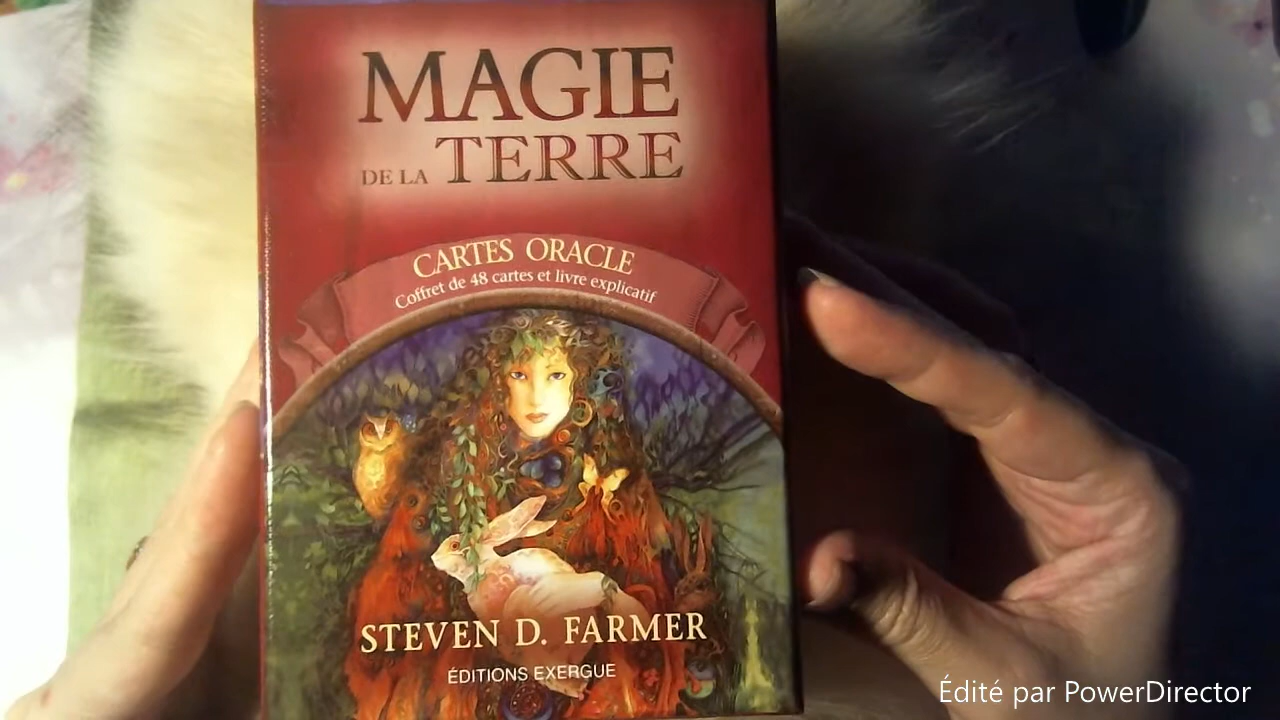 MAGIE
DE LA TERRE
CARTES ORACLE
Coffret de 48 cartes et livre explicatif
STEVEN D. FARMER
ÉDITIONS EXERGUE
Édité par PowerDirector